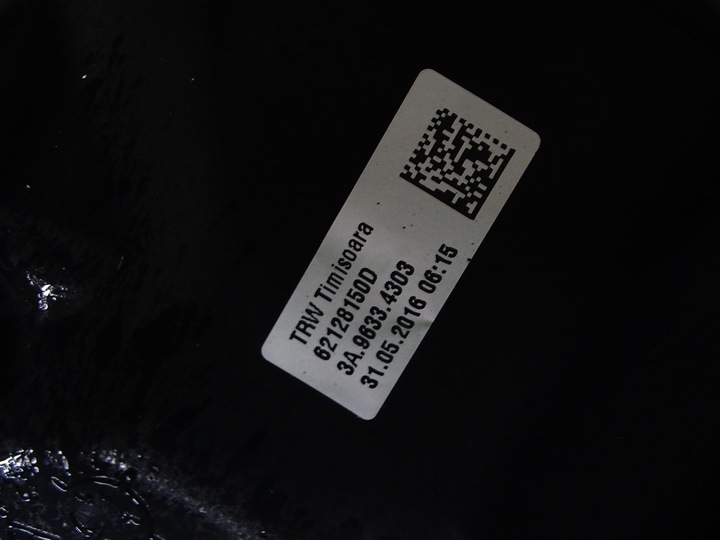 TRW Timisoara
62128150D
3A.9633.4303
31.05.2016 06:15